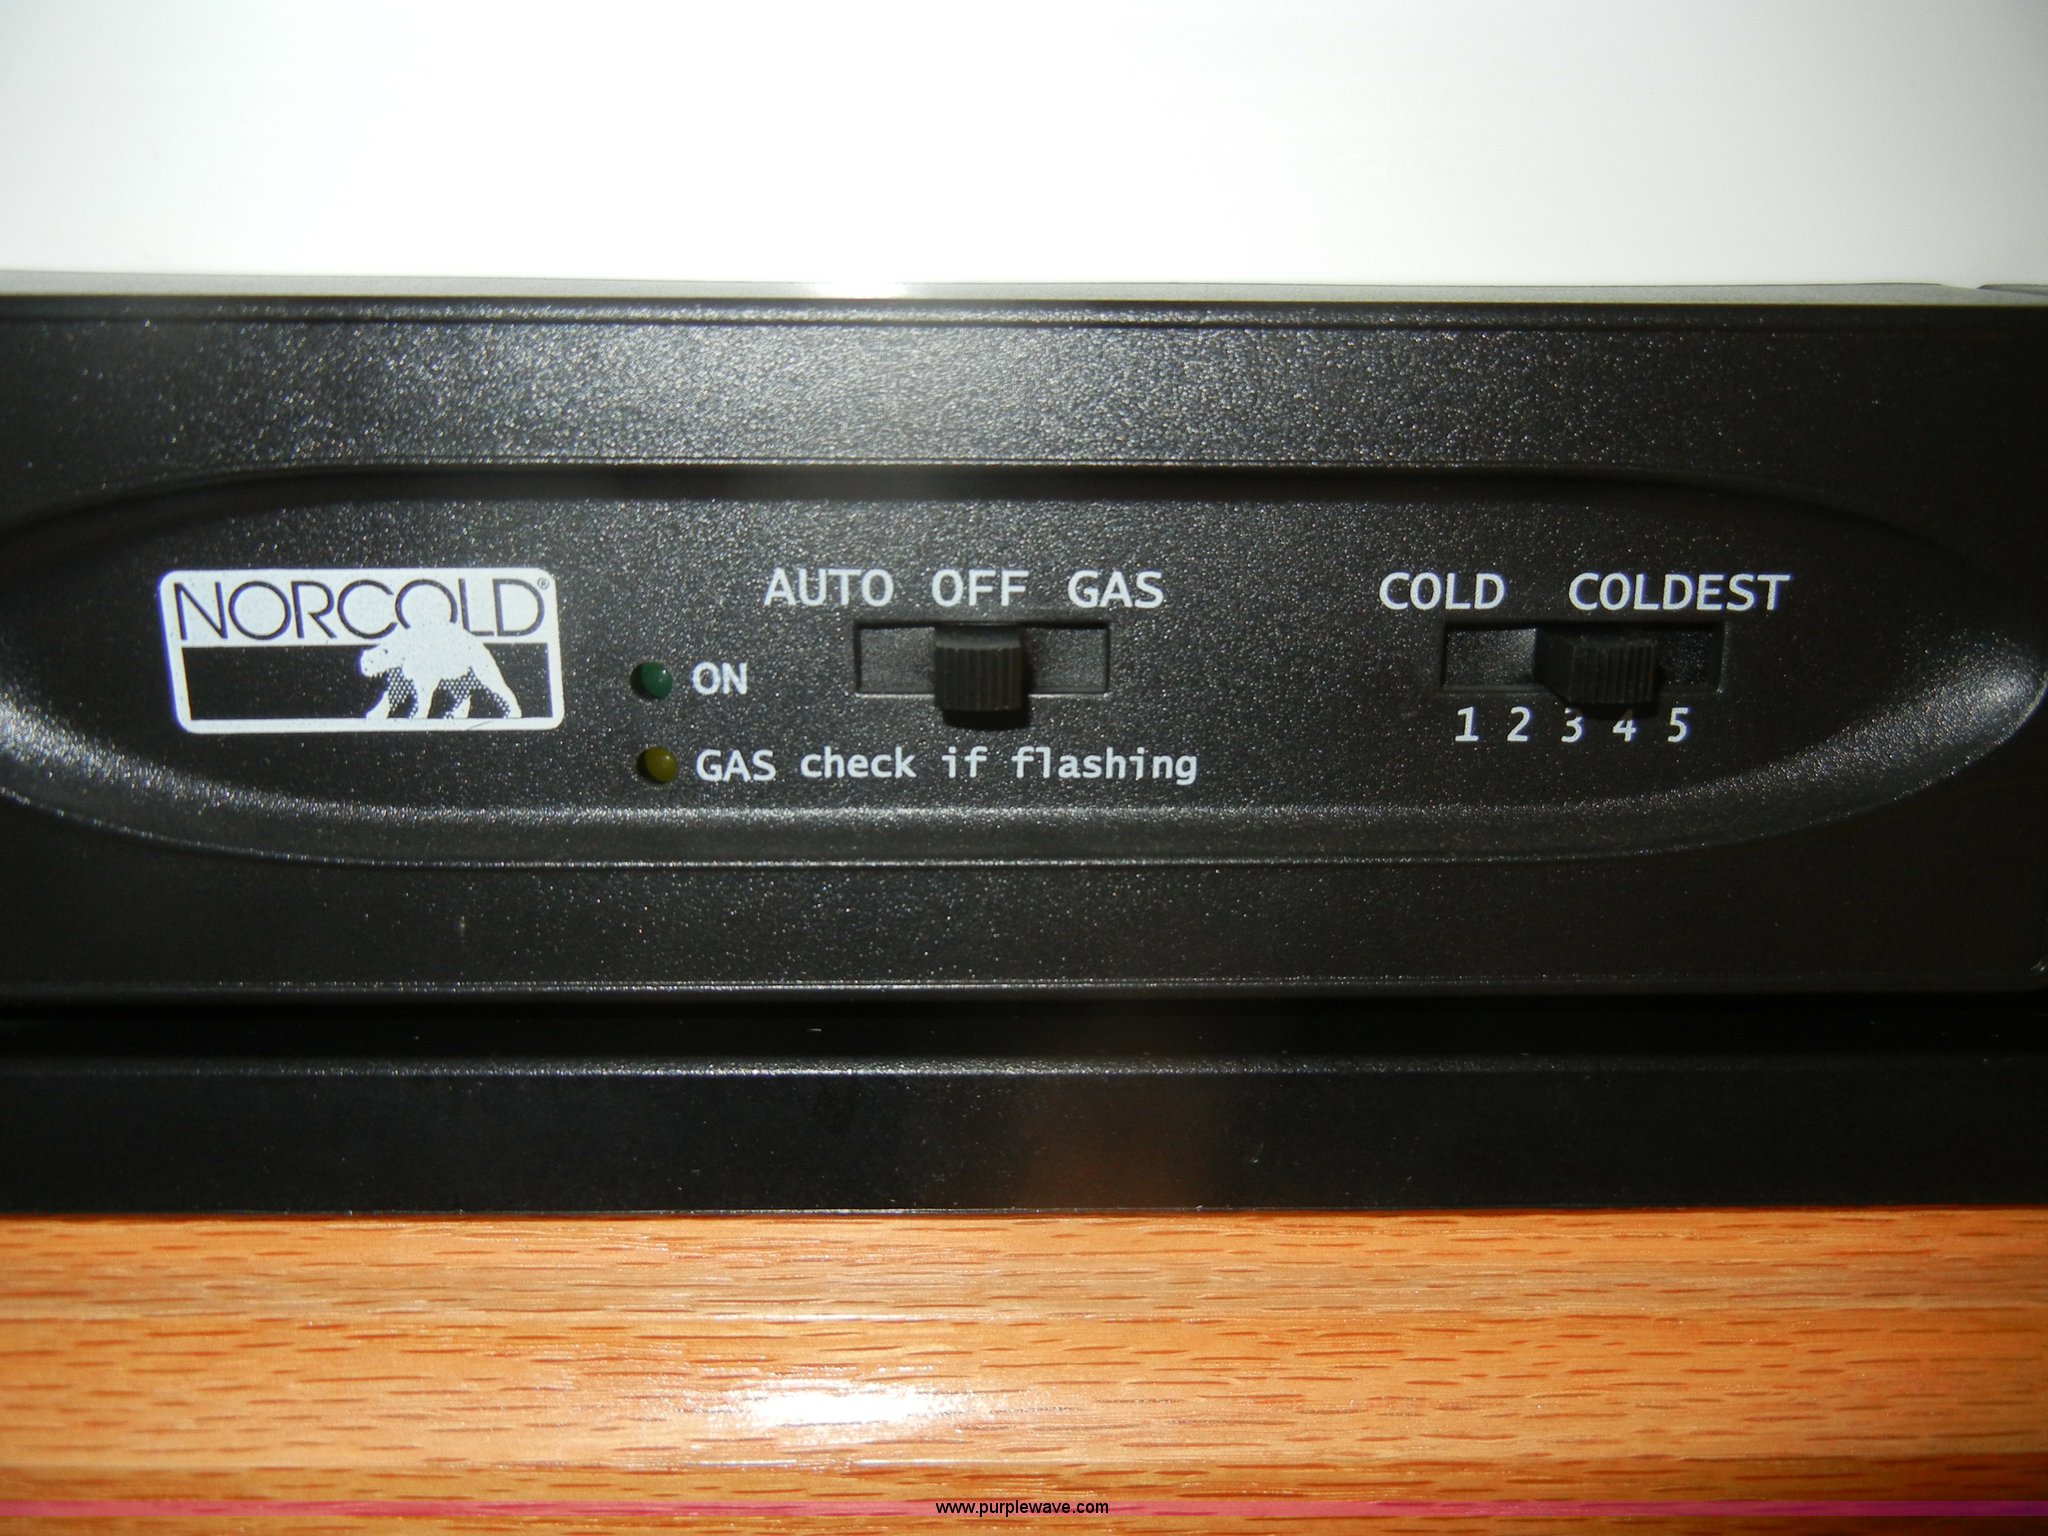 NORCOLD®
AUTO OFF GAS
COLD COLDEST
ON
1 2 3 4 5
GAS check if flashing
www.purplewave.com